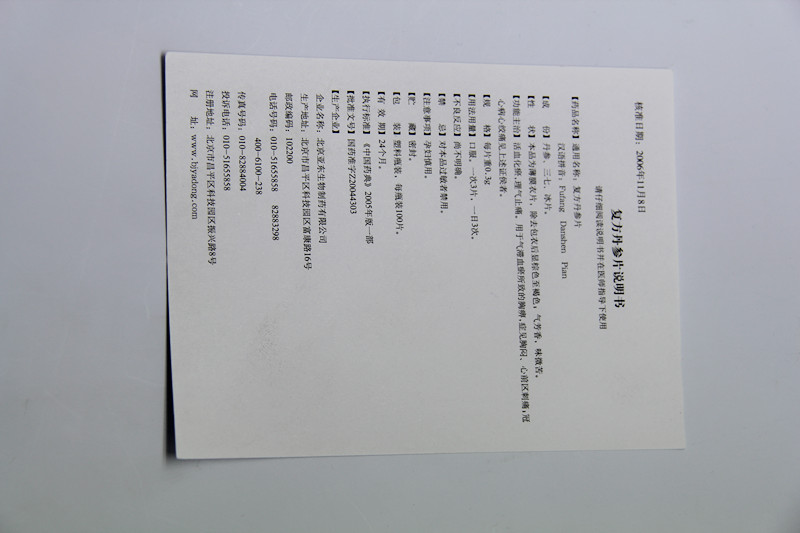 核准日期：2006年11月8日
复方丹参片说明书
请仔细阅读说明书并在医师指导下使用
【药品名称】通用名称：复方丹参片
汉语拼音：Fufang Danshen Pian
【成 份】丹参、三七、冰片。
【性 状】本品为薄膜衣片，除去包衣后显棕色至褐色；气芳香，味微苦。
【功能主治】活血化瘀,理气止痛。用于气滞血瘀所致的胸痹,症见胸闷、心前区刺痛,冠
心病心绞痛见上述证候者。
【规 格】每片重0.3g
【用法用量】口服。一次3片，一日3次。
【不良反应】尚不明确。
【禁 忌】对本品过敏者禁用。
【注意事项】孕妇慎用。
【贮 藏】密封。
【包 装】塑料瓶装，每瓶装100片。
【有 效 期】24个月。
【执行标准】《中国药典》2005年版一部
【批准文号】国药准字Z20044303
【生产企业】
企业名称：北京亚东生物制药有限公司
生产地址：北京市昌平区科技园区富康路16号
邮政编码：102200
电话号码：010-51655858 82883298
400-6100-238
传真号码：010-82884004
投诉电话：010-51655858
注册地址：北京市昌平区科技园区振兴路8号
网 址：www.bjyadong.com